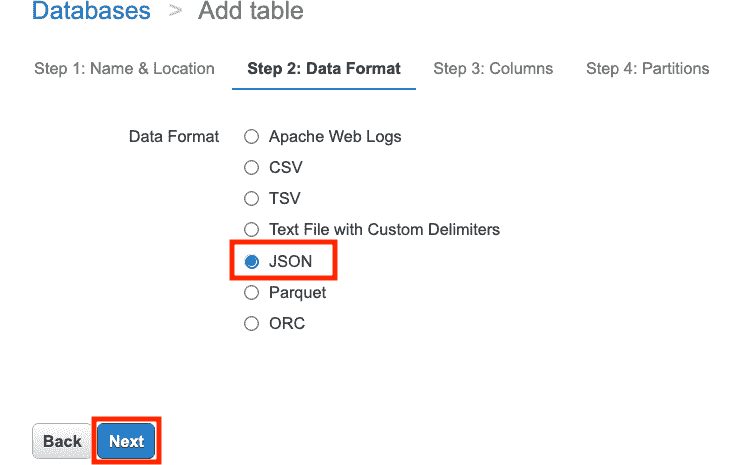 Databases > Add table
Step 1: Name & Location Step 2: Data Format Step 3: Columns Step 4: Partitions
Data Format Apache Web Logs
CSV
TSV
Text File with Custom Delimiters
JSON
Parquet
ORC
Back Next